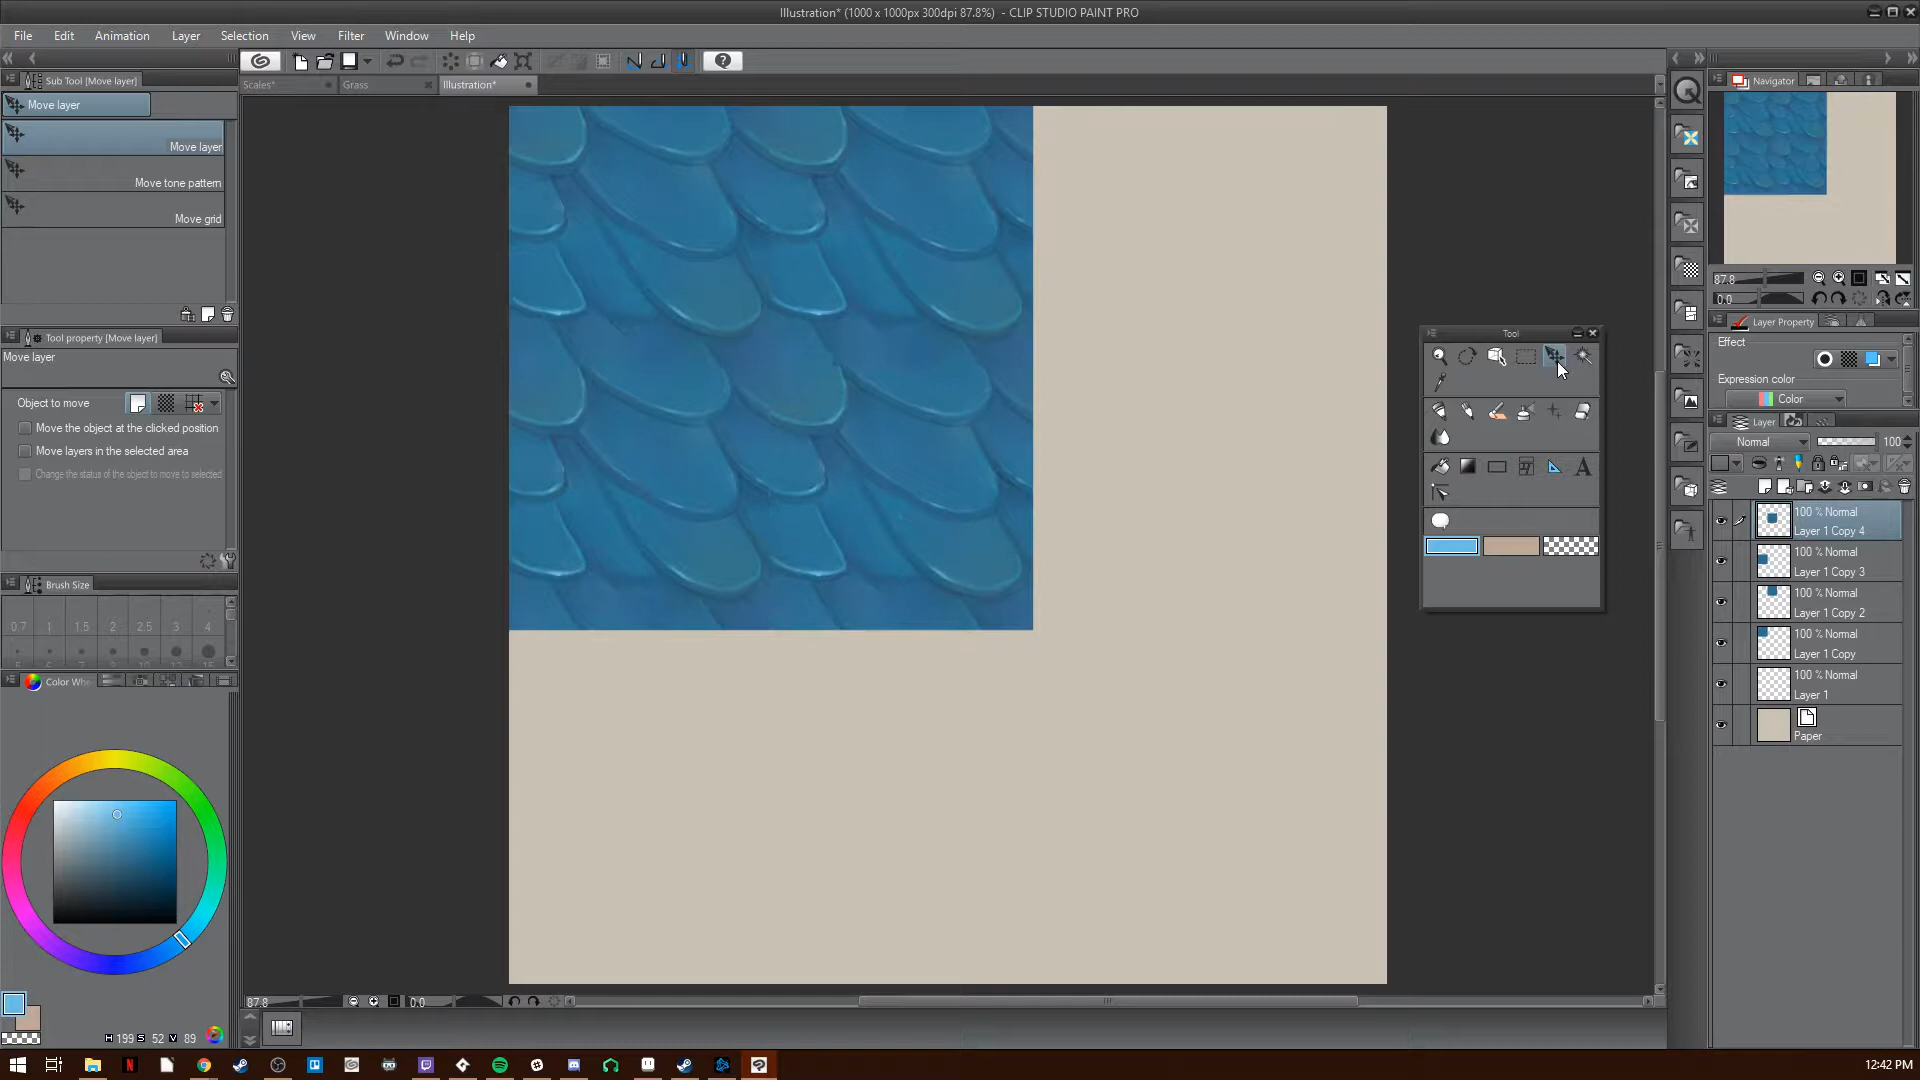 Illustration* (1000 x 1000px 300dpi 87.8%) - CLIP STUDIO PAINT PRO
File Edit Animation Layer Selection View Filter Window Help
Sub Tool [Move layer]
Scales* Grass Illustration*
Navigator
Move layer
Move layer
Move tone pattern
Move grid
87.8
0.0
Tool property [Move layer]
Move layer
Object to move
Move the object at the clicked position
Move layers in the selected area
Change the status of the object to move to selected
Tool
Layer Property
Effect
Expression color
Color
Layer
Normal 100
100 % Normal
Layer 1 Copy 4
100 % Normal
Layer 1 Copy 3
100 % Normal
Layer 1 Copy 2
100 % Normal
Layer 1 Copy
100 % Normal
Layer 1
Paper
Brush Size
0.7 1 1.5 2 2.5 3 4
5 6 7 8 10 12 15
Color Whe
87.8 0.0
H 199 S 52 V 89
12:42 PM